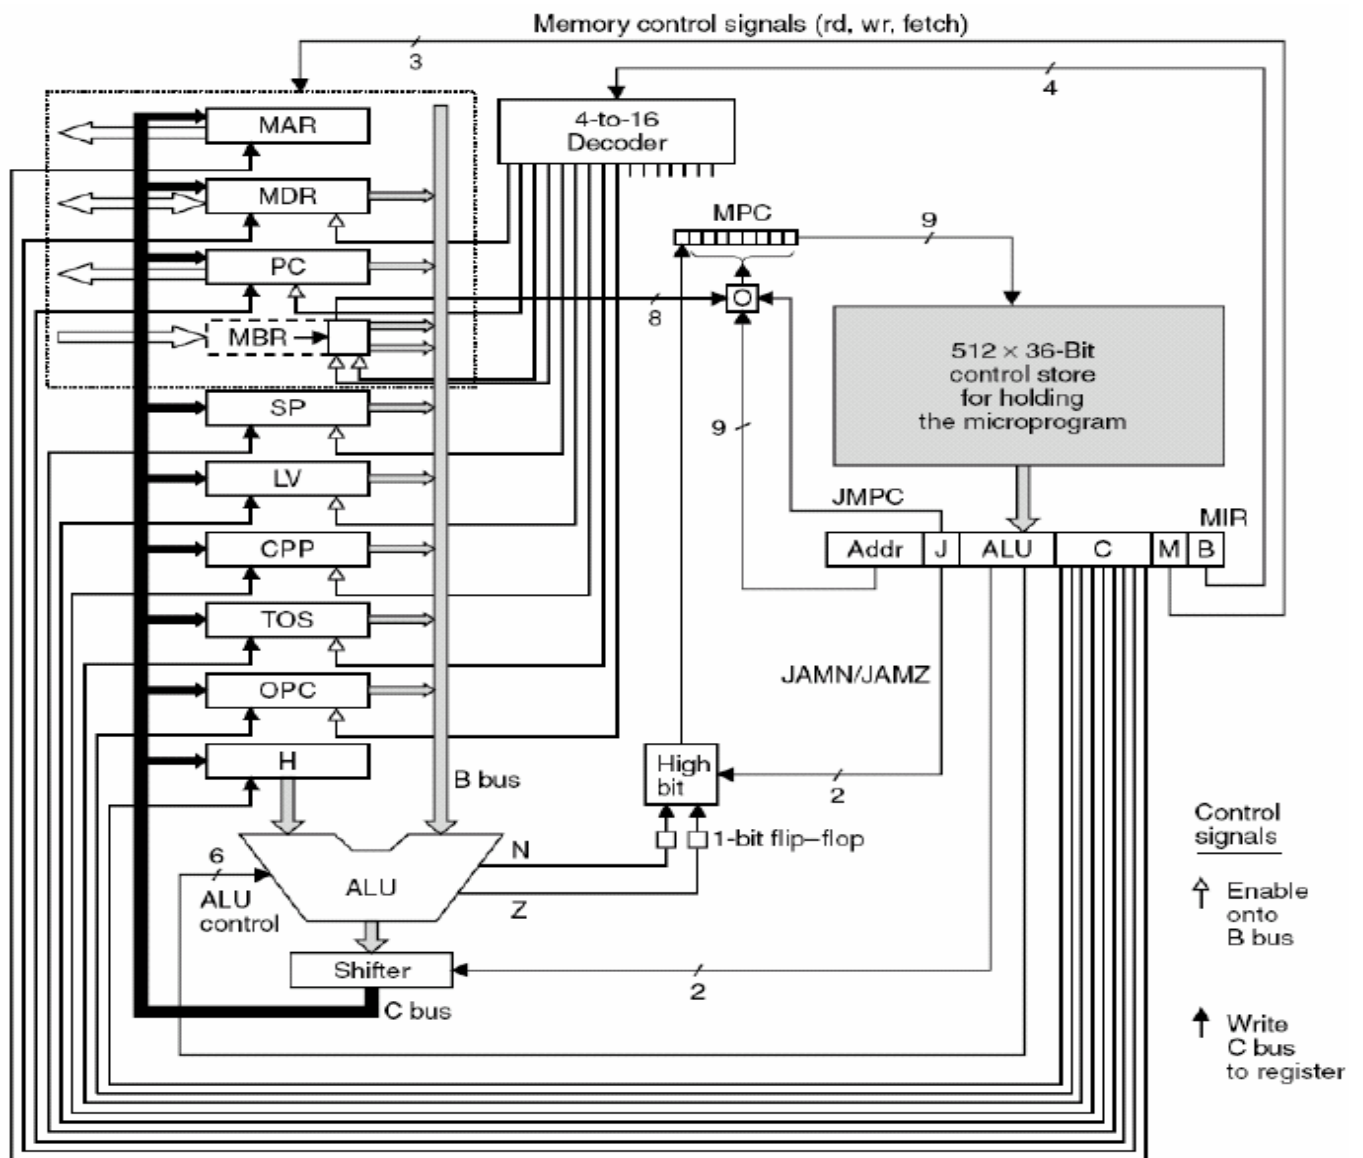 Memory control signals (rd, wr, fetch)
3
4
MAR
4-to-16
Decoder
MDR
MPC
9
PC
8
MBR
O
512 × 36-Bit
control store
for holding
the microprogram
SP
9
LV
JMPC
MIR
Addr
J
ALU
C
M
B
CPP
TOS
JAMN/JAMZ
OPC
H
High
bit
B bus
2
Control
signals
1-bit flip–flop
N
6
ALU
ALU
control
Z
Enable
onto
B bus
Shifter
2
C bus
Write
C bus
to register